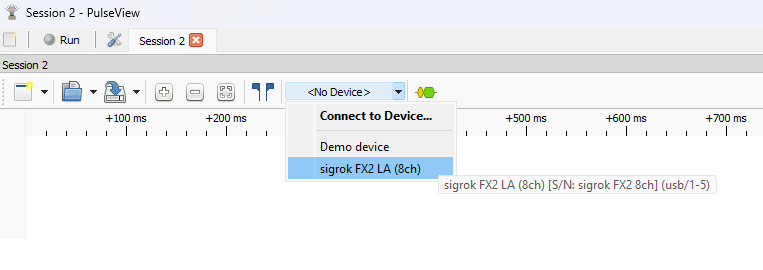 Session 2 - PulseView
Run
Session 2
Session 2
<No Device>
Connect to Device...
Demo device
sigrok FX2 LA (8ch)
sigrok FX2 LA (8ch) [S/N: sigrok FX2 8ch] (usb/1-5)
+100 ms +200 ms +500 ms +600 ms +700 ms